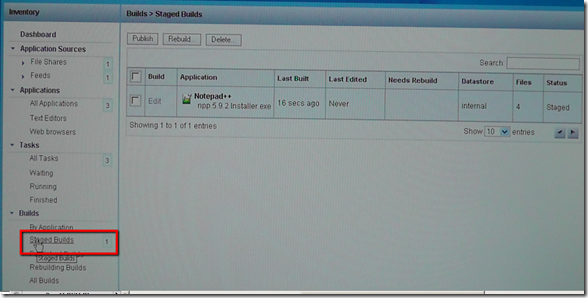 Inventory
Dashboard
Application Sources
File Shares 1
Feeds 1
Applications
All Applications 3
Text Editors
Web browsers
Tasks
All Tasks 3
Waiting
Running
Finished
Builds
By Application
Staged Builds 1
Staged Builds
Rebuilding Builds
All Builds
Builds > Staged Builds
Publish Rebuild... Delete...
Search:
Build Application Last Built Last Edited Needs Rebuild Datastore Files Status
Edit Notepad++ 16 secs ago Never internal 4 Staged
npp.5.9.2.Installer.exe
Showing 1 to 1 of 1 entries
Show 10 entries